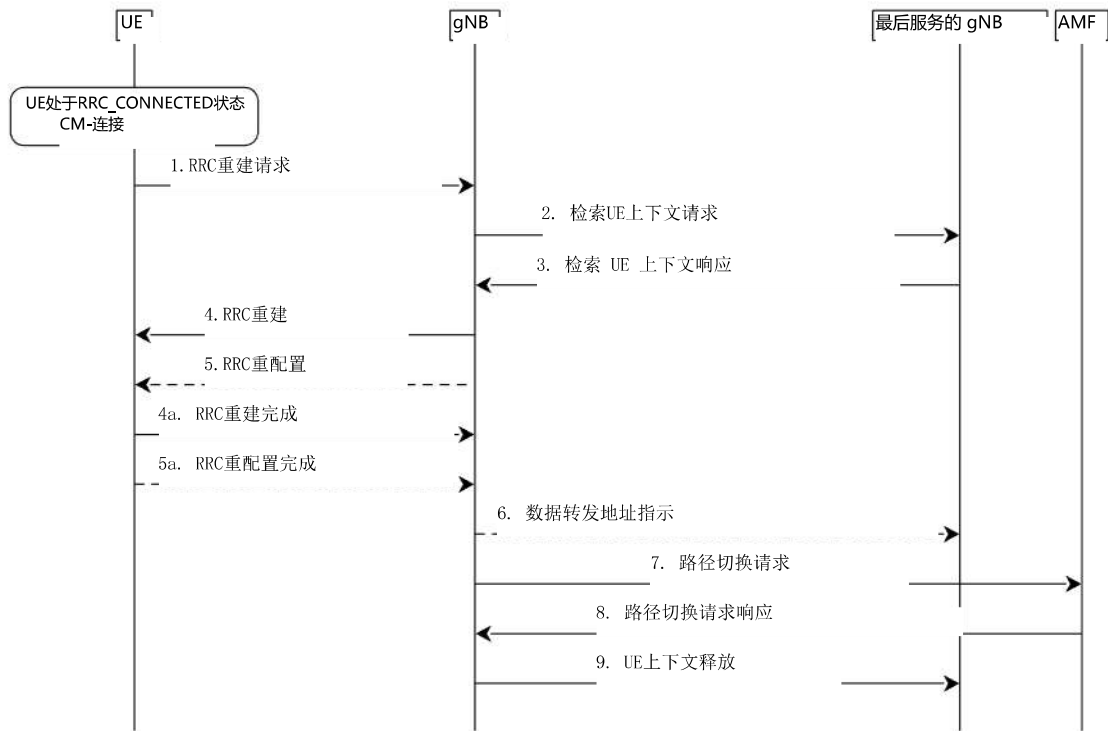 UE
gNB
最后服务的 gNB
AMF
UE处于RRC_CONNECTED状态
CM-连接
1.RRC重建请求
2. 检索UE上下文请求
3. 检索 UE 上下文响应
4.RRC重建
5.RRC重配置
4a. RRC重建完成
5a. RRC重配置完成
6. 数据转发地址指示
7. 路径切换请求
8. 路径切换请求响应
9. UE上下文释放